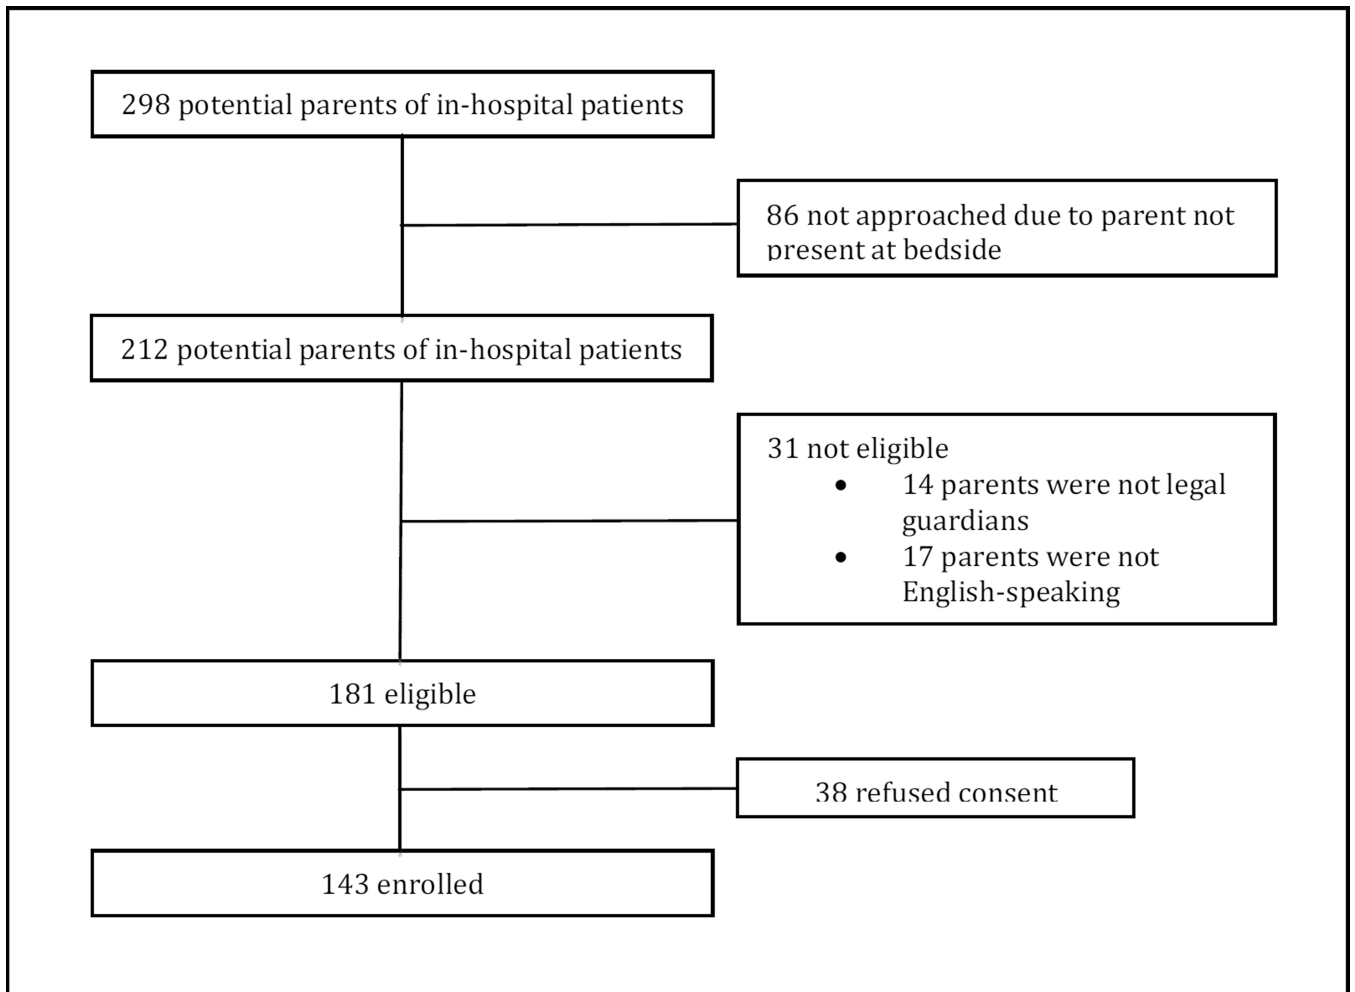 298 potential parents of in-hospital patients
86 not approached due to parent not
present at bedside
212 potential parents of in-hospital patients
31 not eligible
• 14 parents were not legal
guardians
• 17 parents were not
English-speaking
181 eligible
38 refused consent
143 enrolled